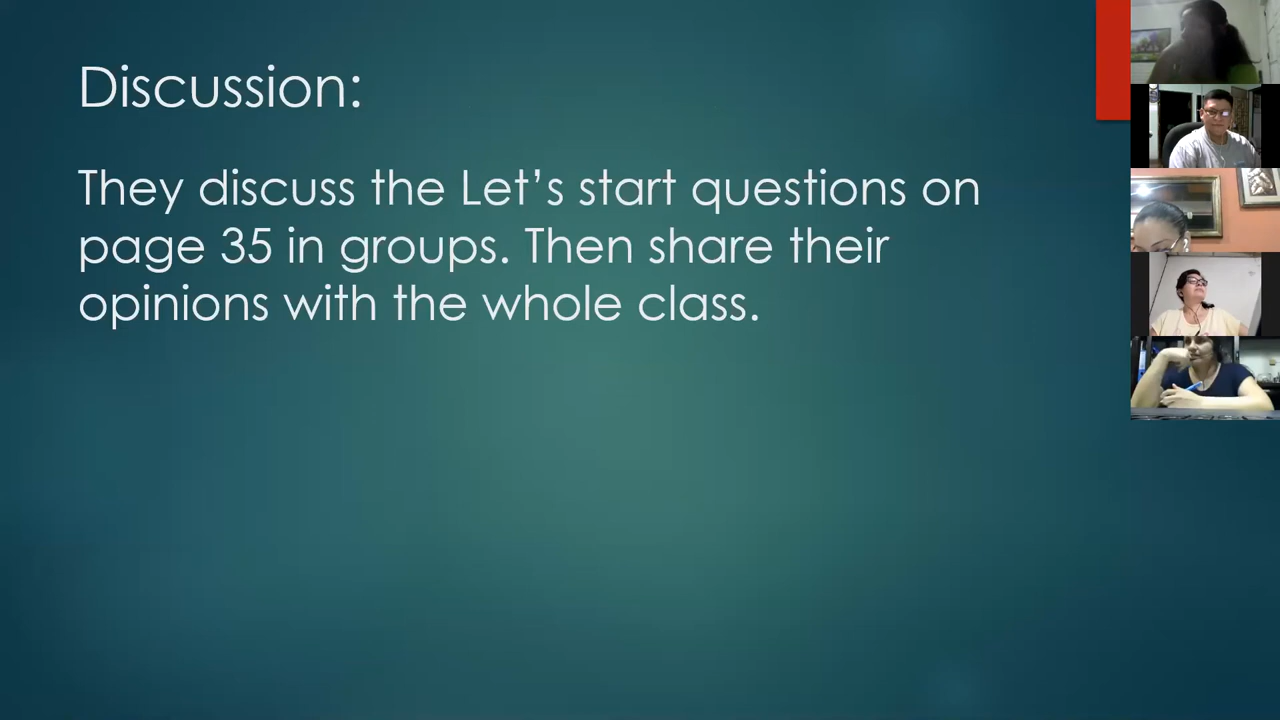 Discussion:
They discuss the Let’s start questions on
page 35 in groups. Then share their
opinions with the whole class.